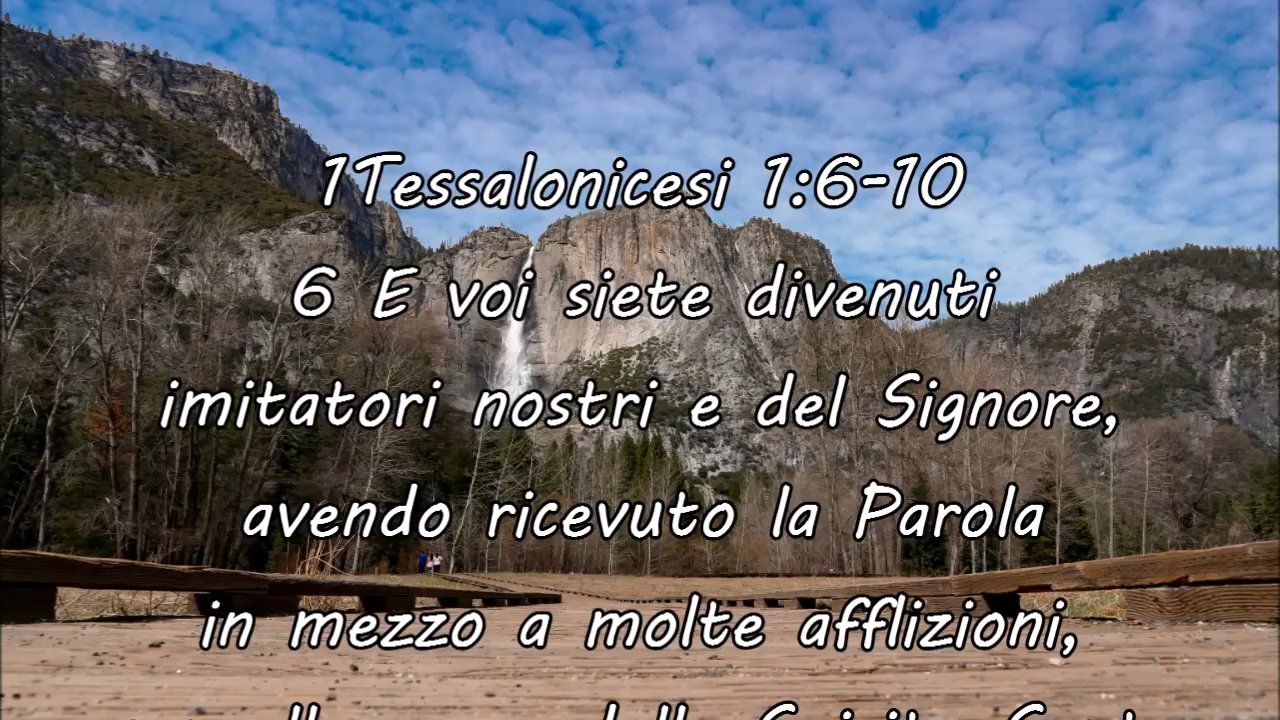 1Tessalonicesi 1:6-10
6 E voi siete divenuti
imitatori nostri e del Signore,
avendo ricevuto la Parola
in mezzo a molte afflizioni,